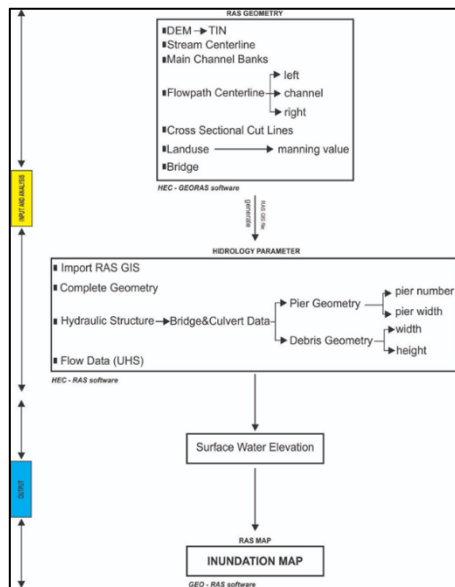 RAS GEOMETRY
DEM → TIN
Stream Centerline
Main Channel Banks
Flowpath Centerline
left
channel
right
Cross Sectional Cut Lines
Landuse → manning value
Bridge
HEC - GEORAS software
generate
RAS GIS file
INPUT AND ANALYSIS
HIDROLOGY PARAMETER
Import RAS GIS
Complete Geometry
Hydraulic Structure → Bridge&Culvert Data
Pier Geometry
pier number
pier width
Debris Geometry
width
height
Flow Data (UHS)
HEC - RAS software
Surface Water Elevation
OUTPUT
RAS MAP
INUNDATION MAP
GEO - RAS software